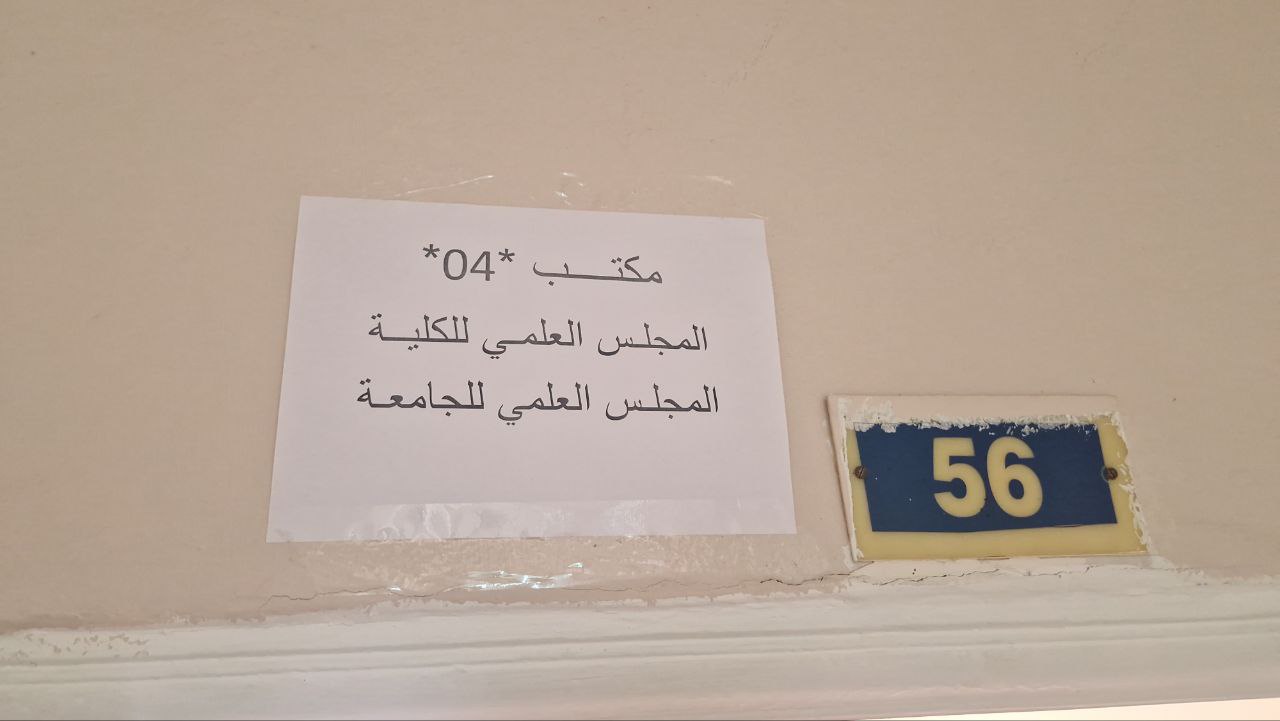 مكتب *04*
المجلس العلمي للكلية
المجلس العلمي للجامعة
56